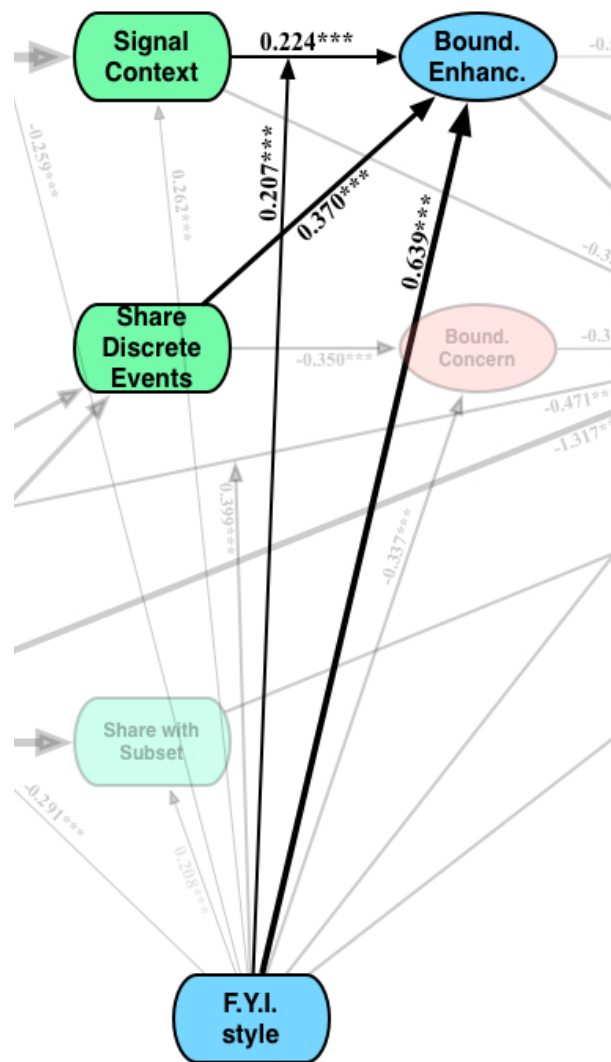 Signal
Context
0.224***
Bound.
Enhanc.
-0.259***
0.262***
0.207***
0.370***
0.639***
Share
Discrete
Events
-0.350***
Bound.
Concern
-0.3
-0.471**
-1.317**
0.399***
-0.337***
Share with
Subset
-0.291***
0.208***
F.Y.I.
style